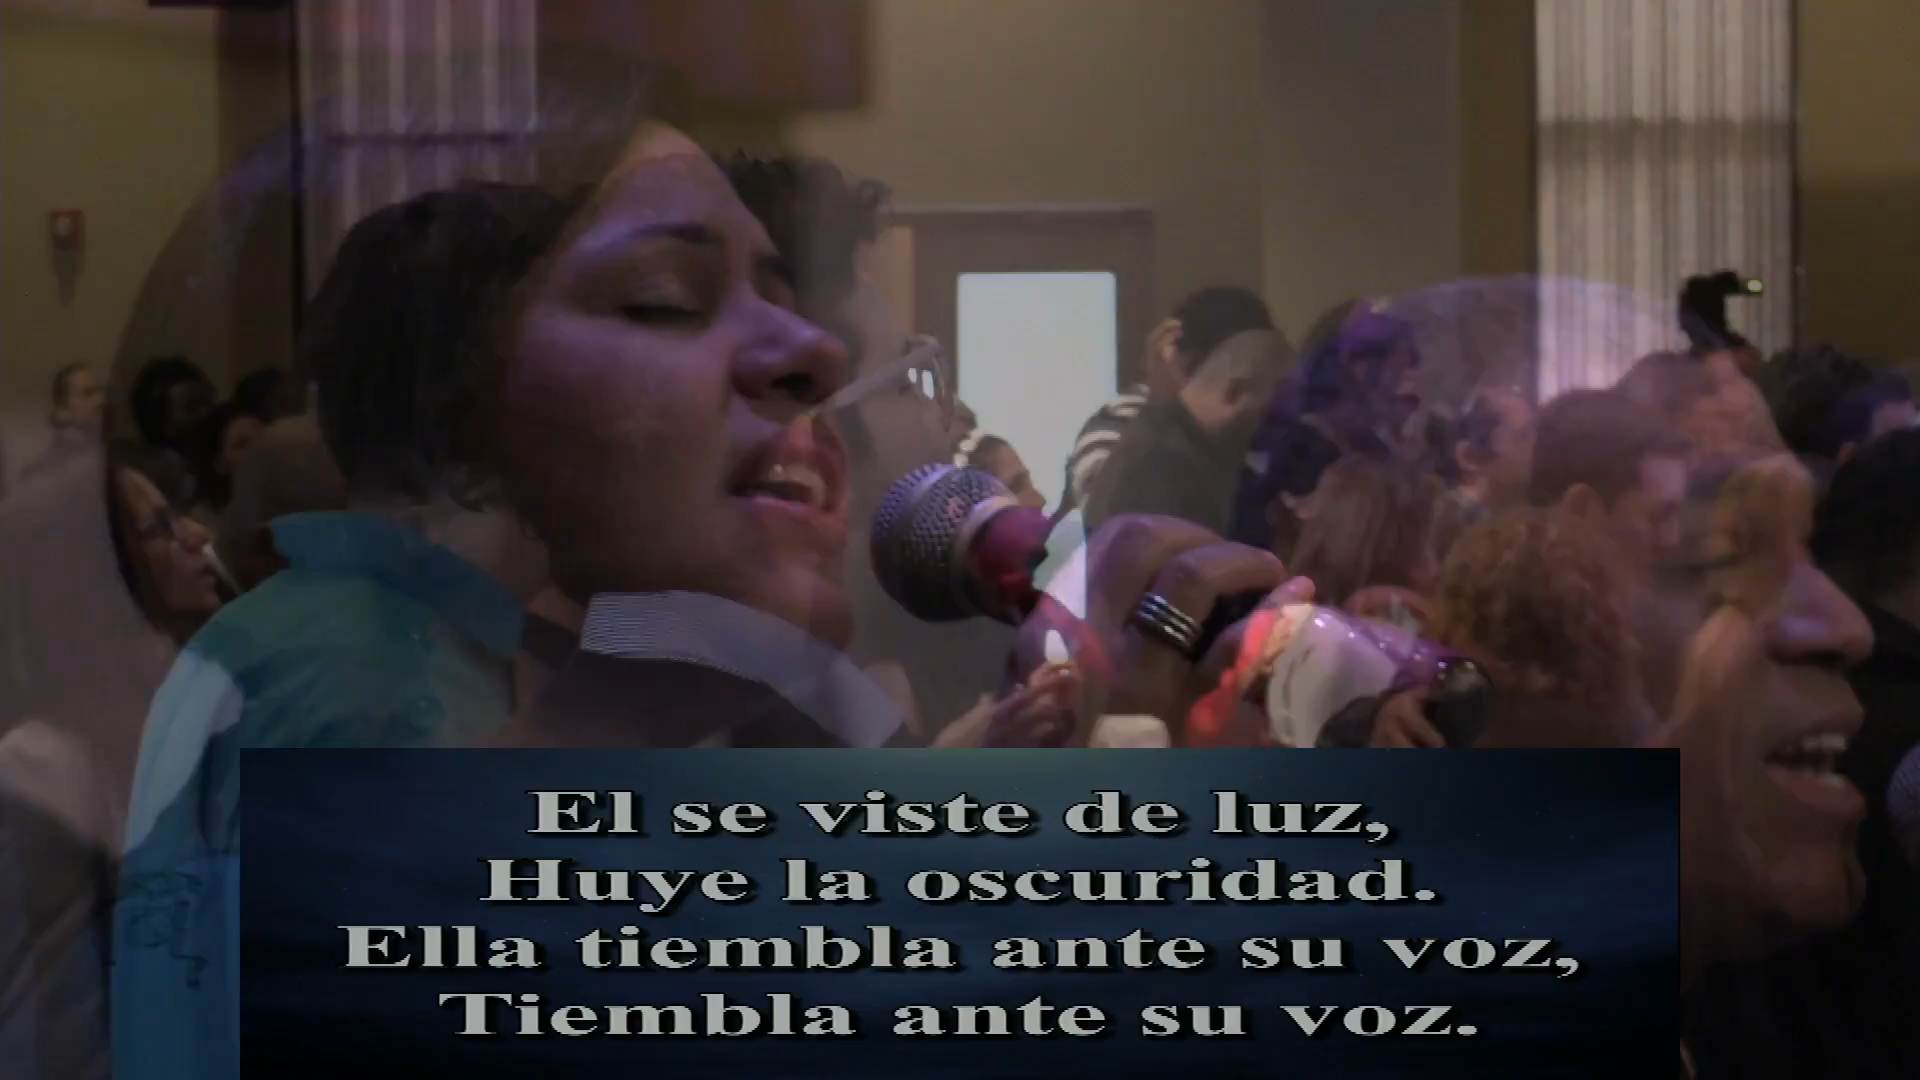 El se viste de luz,
Huye la oscuridad.
Ella tiembla ante su voz,
Tiembla ante su voz.